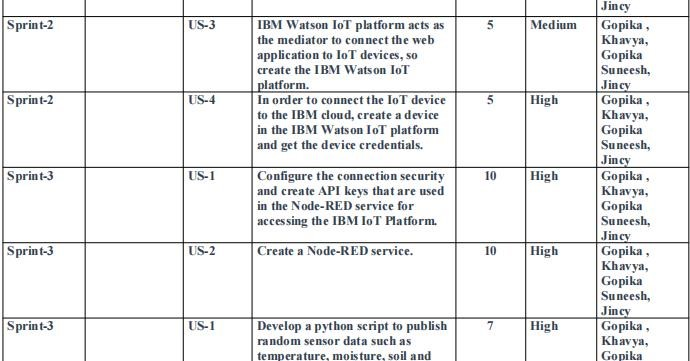 Jincy
Sprint-2 US-3 IBM Watson IoT platform acts as 5 Medium Gopika ,
the mediator to connect the web Khavya,
application to IoT devices, so Gopika
create the IBM Watson IoT Suneesh,
platform. Jincy
Sprint-2 US-4 In order to connect the IoT device 5 High Gopika ,
to the IBM cloud, create a device Khavya,
in the IBM Watson IoT platform Gopika
and get the device credentials. Suneesh,
Jincy
Sprint-3 US-1 Configure the connection security 10 High Gopika ,
and create API keys that are used Khavya,
in the Node-RED service for Gopika
accessing the IBM IoT Platform. Suneesh,
Jincy
Sprint-3 US-2 Create a Node-RED service. 10 High Gopika ,
Khavya,
Gopika
Suneesh,
Jincy
Sprint-3 US-1 Develop a python script to publish 7 High Gopika ,
random sensor data such as Khavya,
temperature, moisture, soil and Gopika